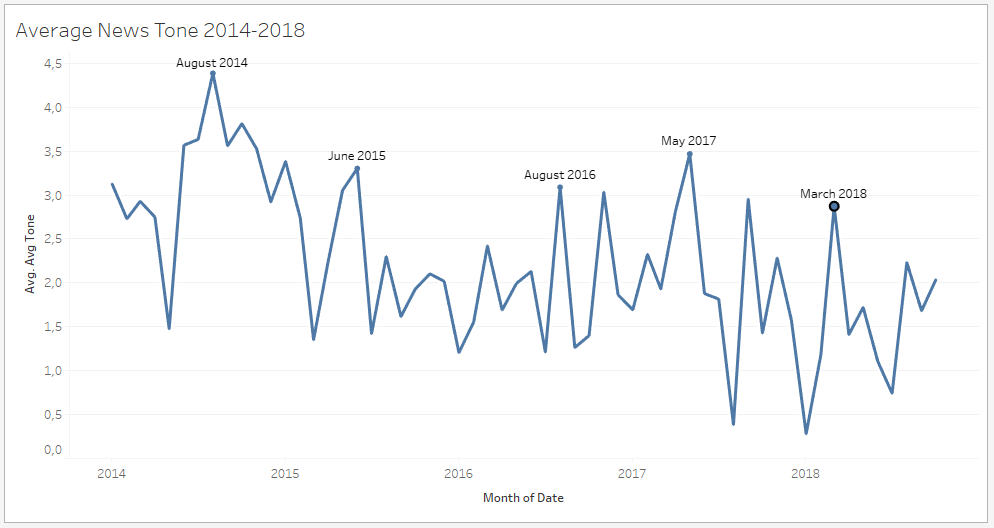 Average News Tone 2014-2018
4,5
4,0
3,5
3,0
2,5
2,0
1,5
1,0
0,5
0,0
Avg. Avg Tone
August 2014
June 2015
August 2016
May 2017
March 2018
2014
2015
2016
2017
2018
Month of Date